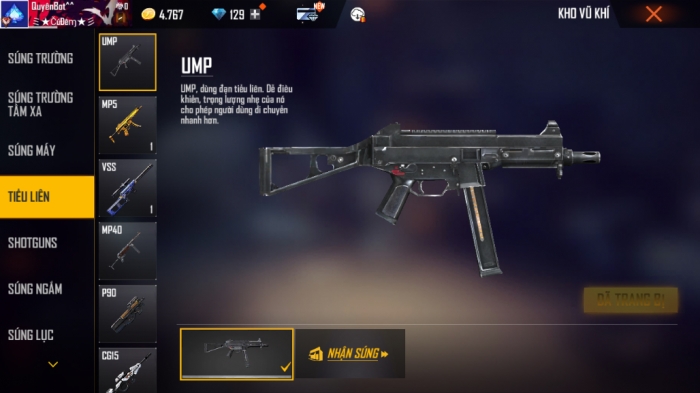 QuyênBot^^
0
4.767
129
NEW
KHO VŨ KHÍ
SÚNG TRƯỜNG
SÚNG TRƯỜNG
TẦM XA
SÚNG MÁY
TIỂU LIÊN
SHOTGUNS
SÚNG NGẮM
SÚNG LỤC
UMP
MP5
1
VSS
1
MP40
P90
CG15
UMP
UMP, dùng đạn tiểu liên. Dễ điều
khiển, trọng lượng nhẹ của nó
cho phép người dùng di chuyển
nhanh hơn.
ĐÃ TRANG BỊ
NHẬN SÚNG